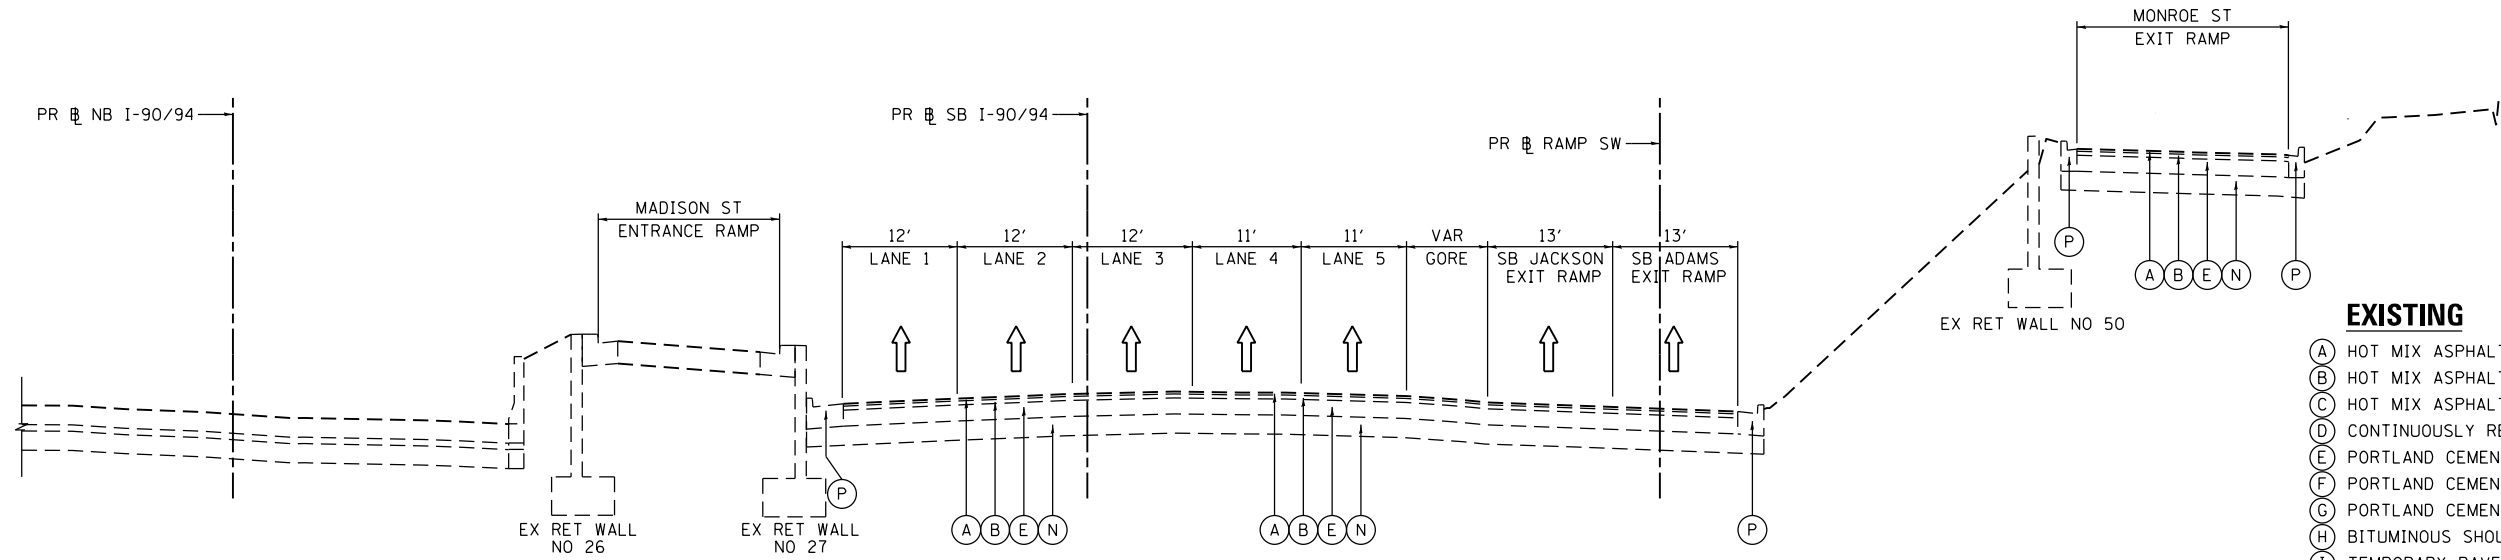 MONROE ST
EXIT RAMP
PR BL NB I-90/94
PR BL SB I-90/94
PR BL RAMP SW
MADISON ST
ENTRANCE RAMP
12′
LANE 1
12′
LANE 2
12′
LANE 3
11′
LANE 4
11′
LANE 5
VAR
GORE
13′
SB JACKSON
EXIT RAMP
13′
SB ADAMS
EXIT RAMP
P
A B E N
P
EX RET WALL NO 50
P
A B E N
A B E N
P
EX RET WALL
NO 26
EX RET WALL
NO 27
EXISTING
A HOT MIX ASPHAL
B HOT MIX ASPHAL
C HOT MIX ASPHAL
D CONTINUOUSLY RE
E PORTLAND CEMEN
F PORTLAND CEMEN
G PORTLAND CEMEN
H BITUMINOUS SHOU